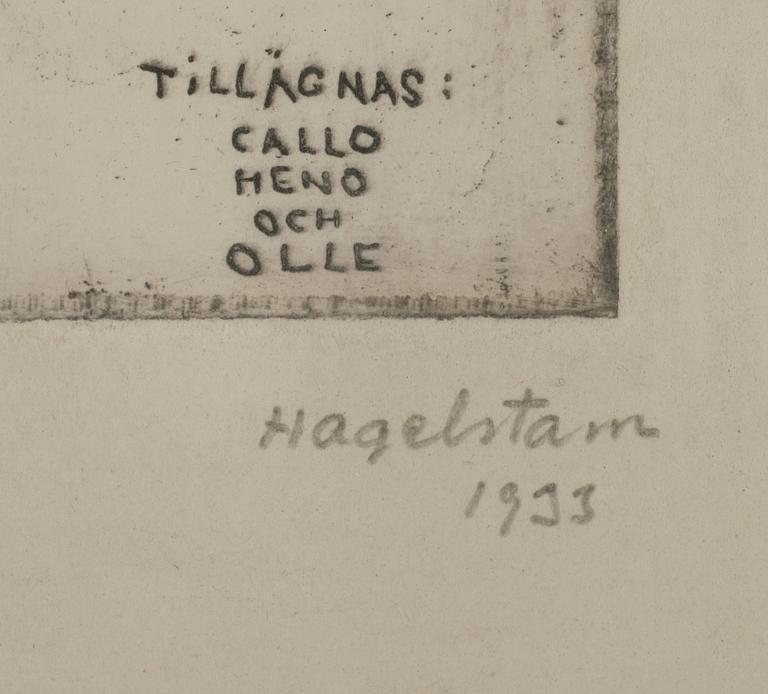 TiLLÄGNAS:
CALLO
HENO
OCH
OLLE
Hagelstam
1933